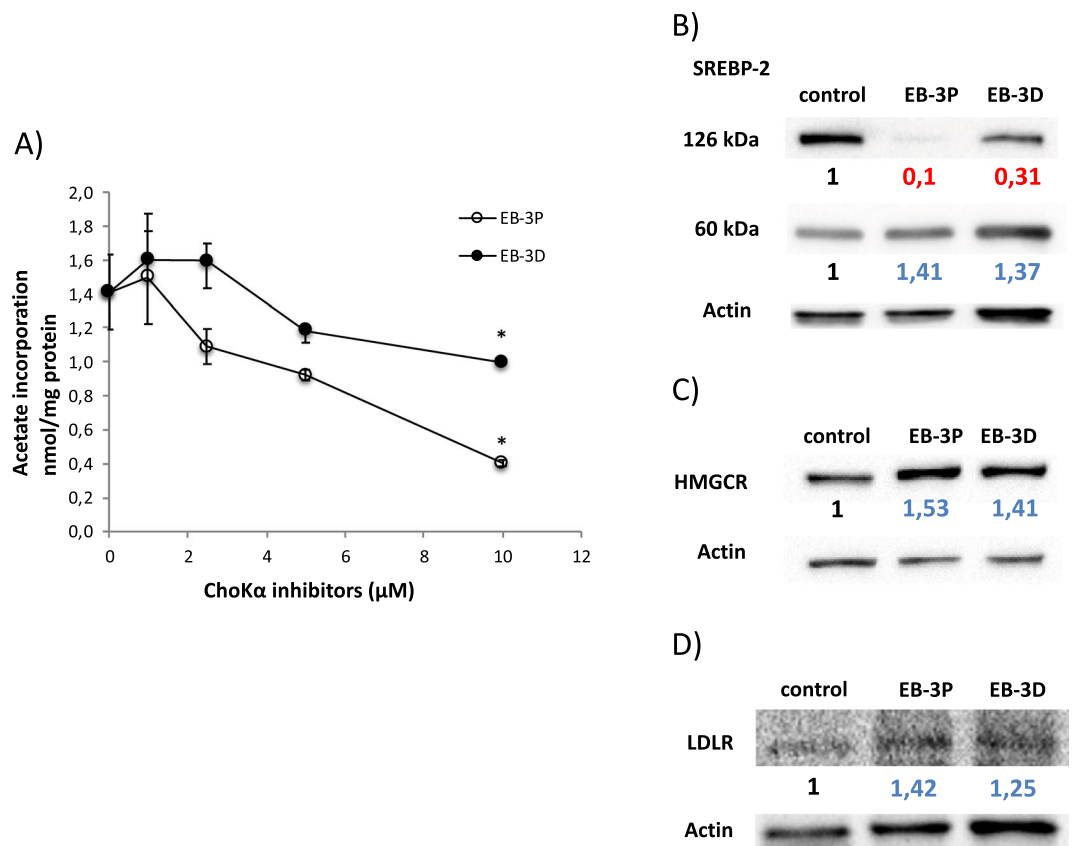 A)
Acetate incorporation
nmol/mg protein
2,0
1,8
1,6
1,4
1,2
1,0
0,8
0,6
0,4
0,2
0,0
EB-3P
EB-3D
*
*
0 2 4 6 8 10 12
ChoKα inhibitors (μM)
B)
SREBP-2
control EB-3P EB-3D
126 kDa
1 0,1 0,31
60 kDa
1 1,41 1,37
Actin
C)
control EB-3P EB-3D
HMGCR
1 1,53 1,41
Actin
D)
control EB-3P EB-3D
LDLR
1 1,42 1,25
Actin